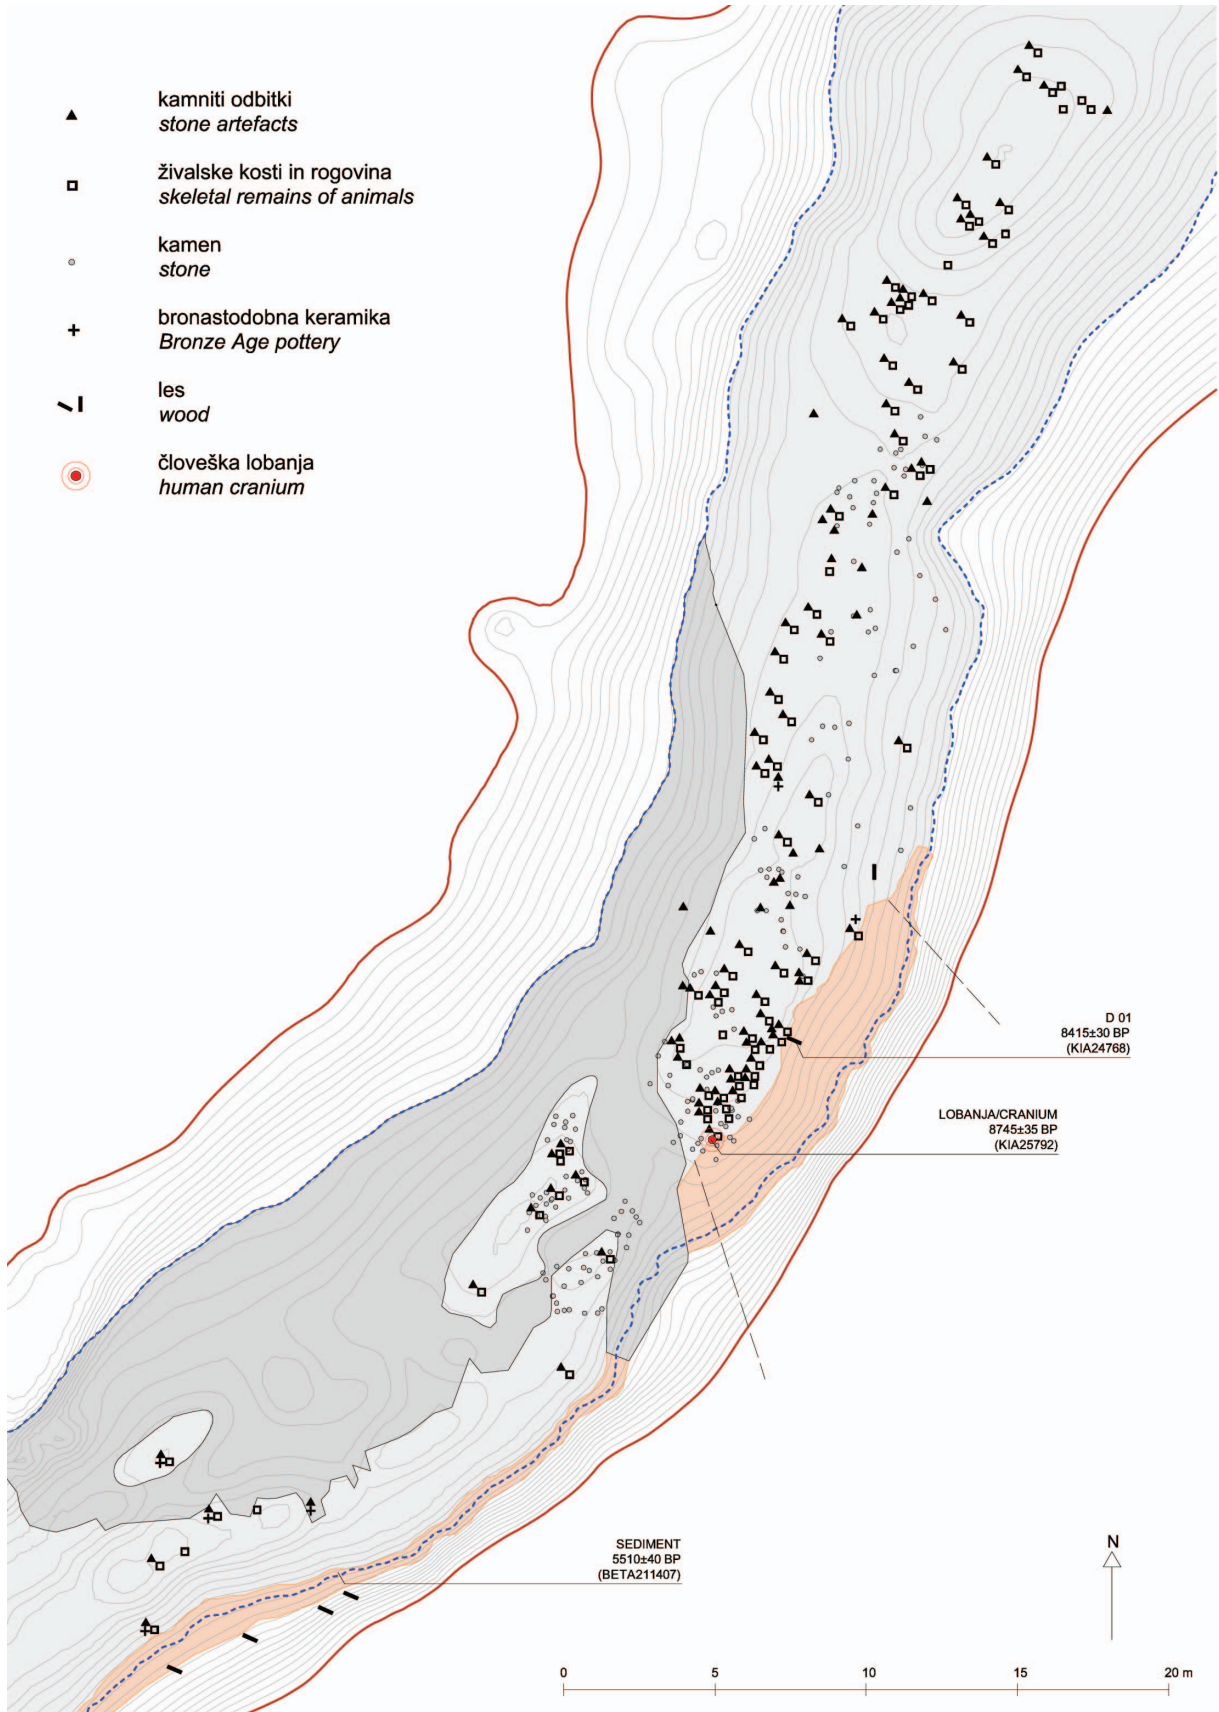 kamniti odbitki
stone artefacts
živalske kosti in rogovina
skeletal remains of animals
kamen
stone
bronastodobna keramika
Bronze Age pottery
les
wood
človeška lobanja
human cranium
D 01
8415±30 BP
(KIA24768)
LOBANJA/CRANIUM
8745±35 BP
(KIA25792)
SEDIMENT
5510±40 BP
(BETA211407)
N
0 5 10 15 20 m